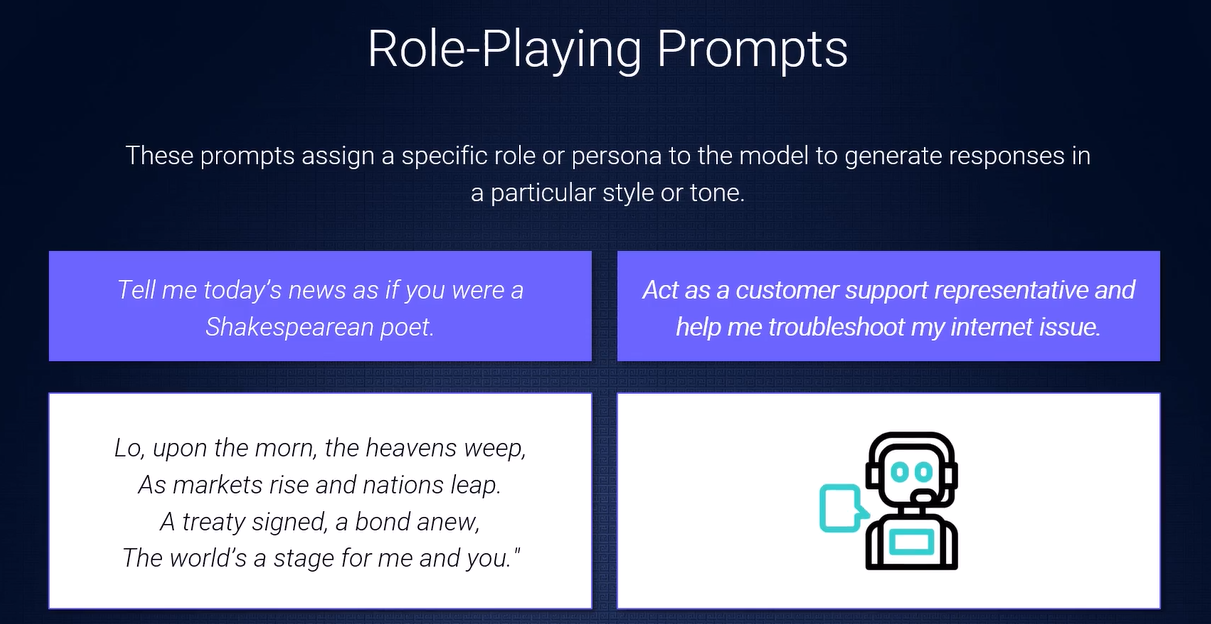 Role-Playing Prompts
These prompts assign a specific role or persona to the model to generate responses in
a particular style or tone.
Tell me today’s news as if you were a
Shakespearean poet.
Act as a customer support representative and
help me troubleshoot my internet issue.
Lo, upon the morn, the heavens weep,
As markets rise and nations leap.
A treaty signed, a bond anew,
The world’s a stage for me and you."